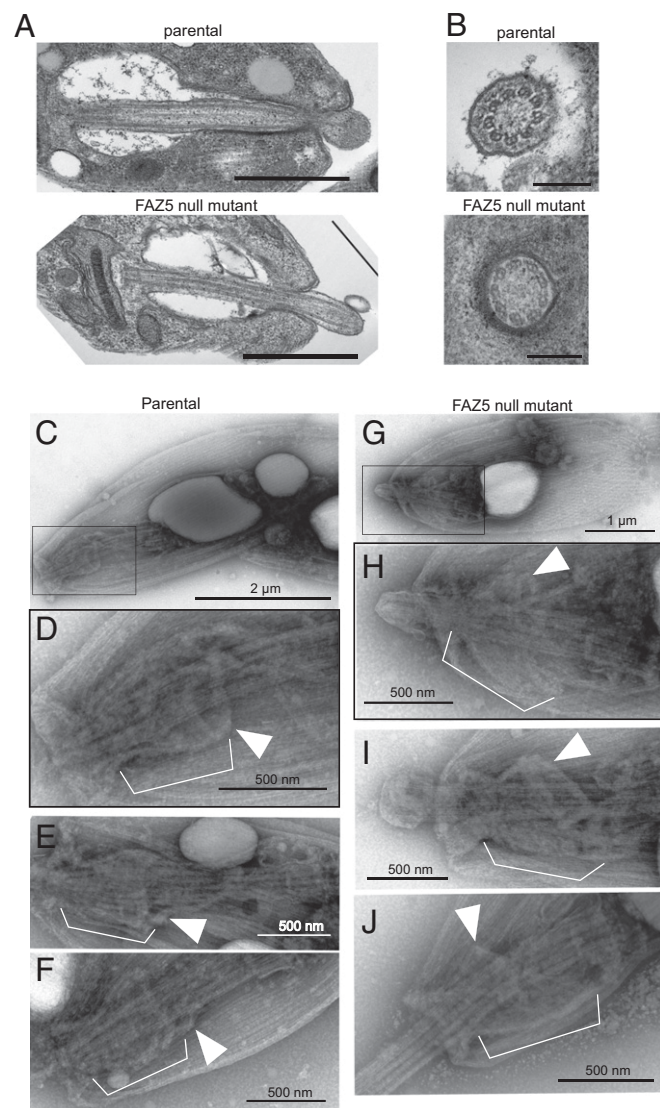 A
parental
FAZ5 null mutant
B
parental
FAZ5 null mutant
Parental
C
2 µm
D
500 nm
E
500 nm
F
500 nm
FAZ5 null mutant
G
1 µm
H
500 nm
I
500 nm
J
500 nm